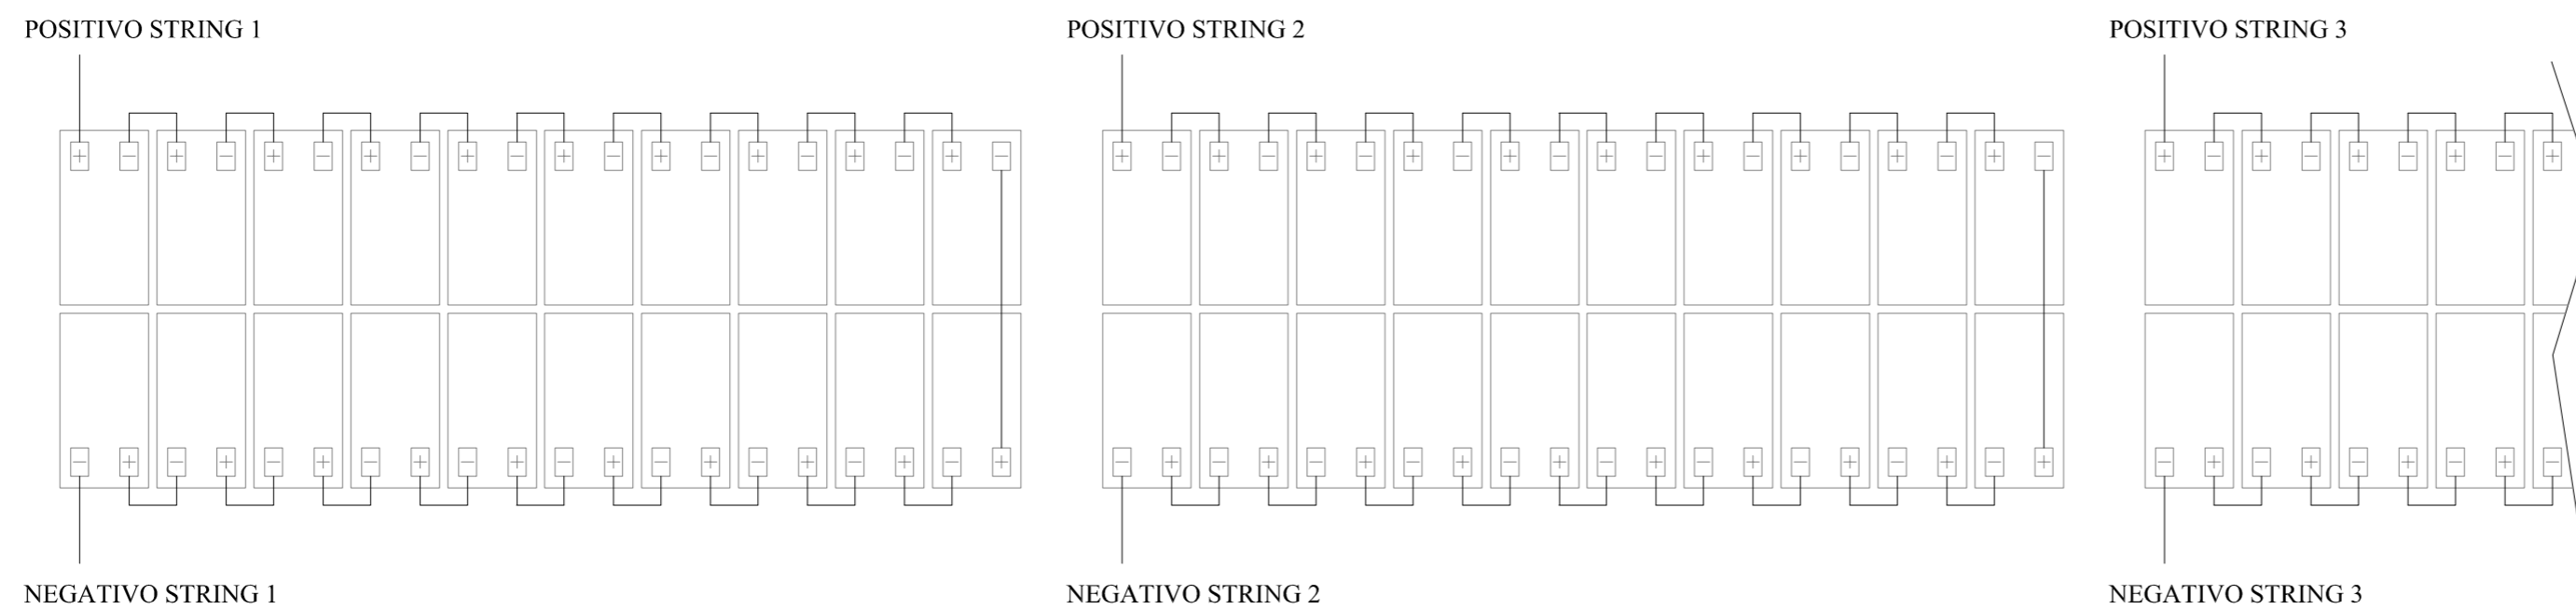 POSITIVO STRING 1
POSITIVO STRING 2
POSITIVO STRING 3
+ − + − + − + − + − + − + − + − + − + −
+ − + − + − + − + − + − + − + − + − + −
+ − + − + − + − +
− + − + − + − + − + − + − + − + − + − +
− + − + − + − + − + − + − + − + − + − +
− + − + − + − + −
NEGATIVO STRING 1
NEGATIVO STRING 2
NEGATIVO STRING 3